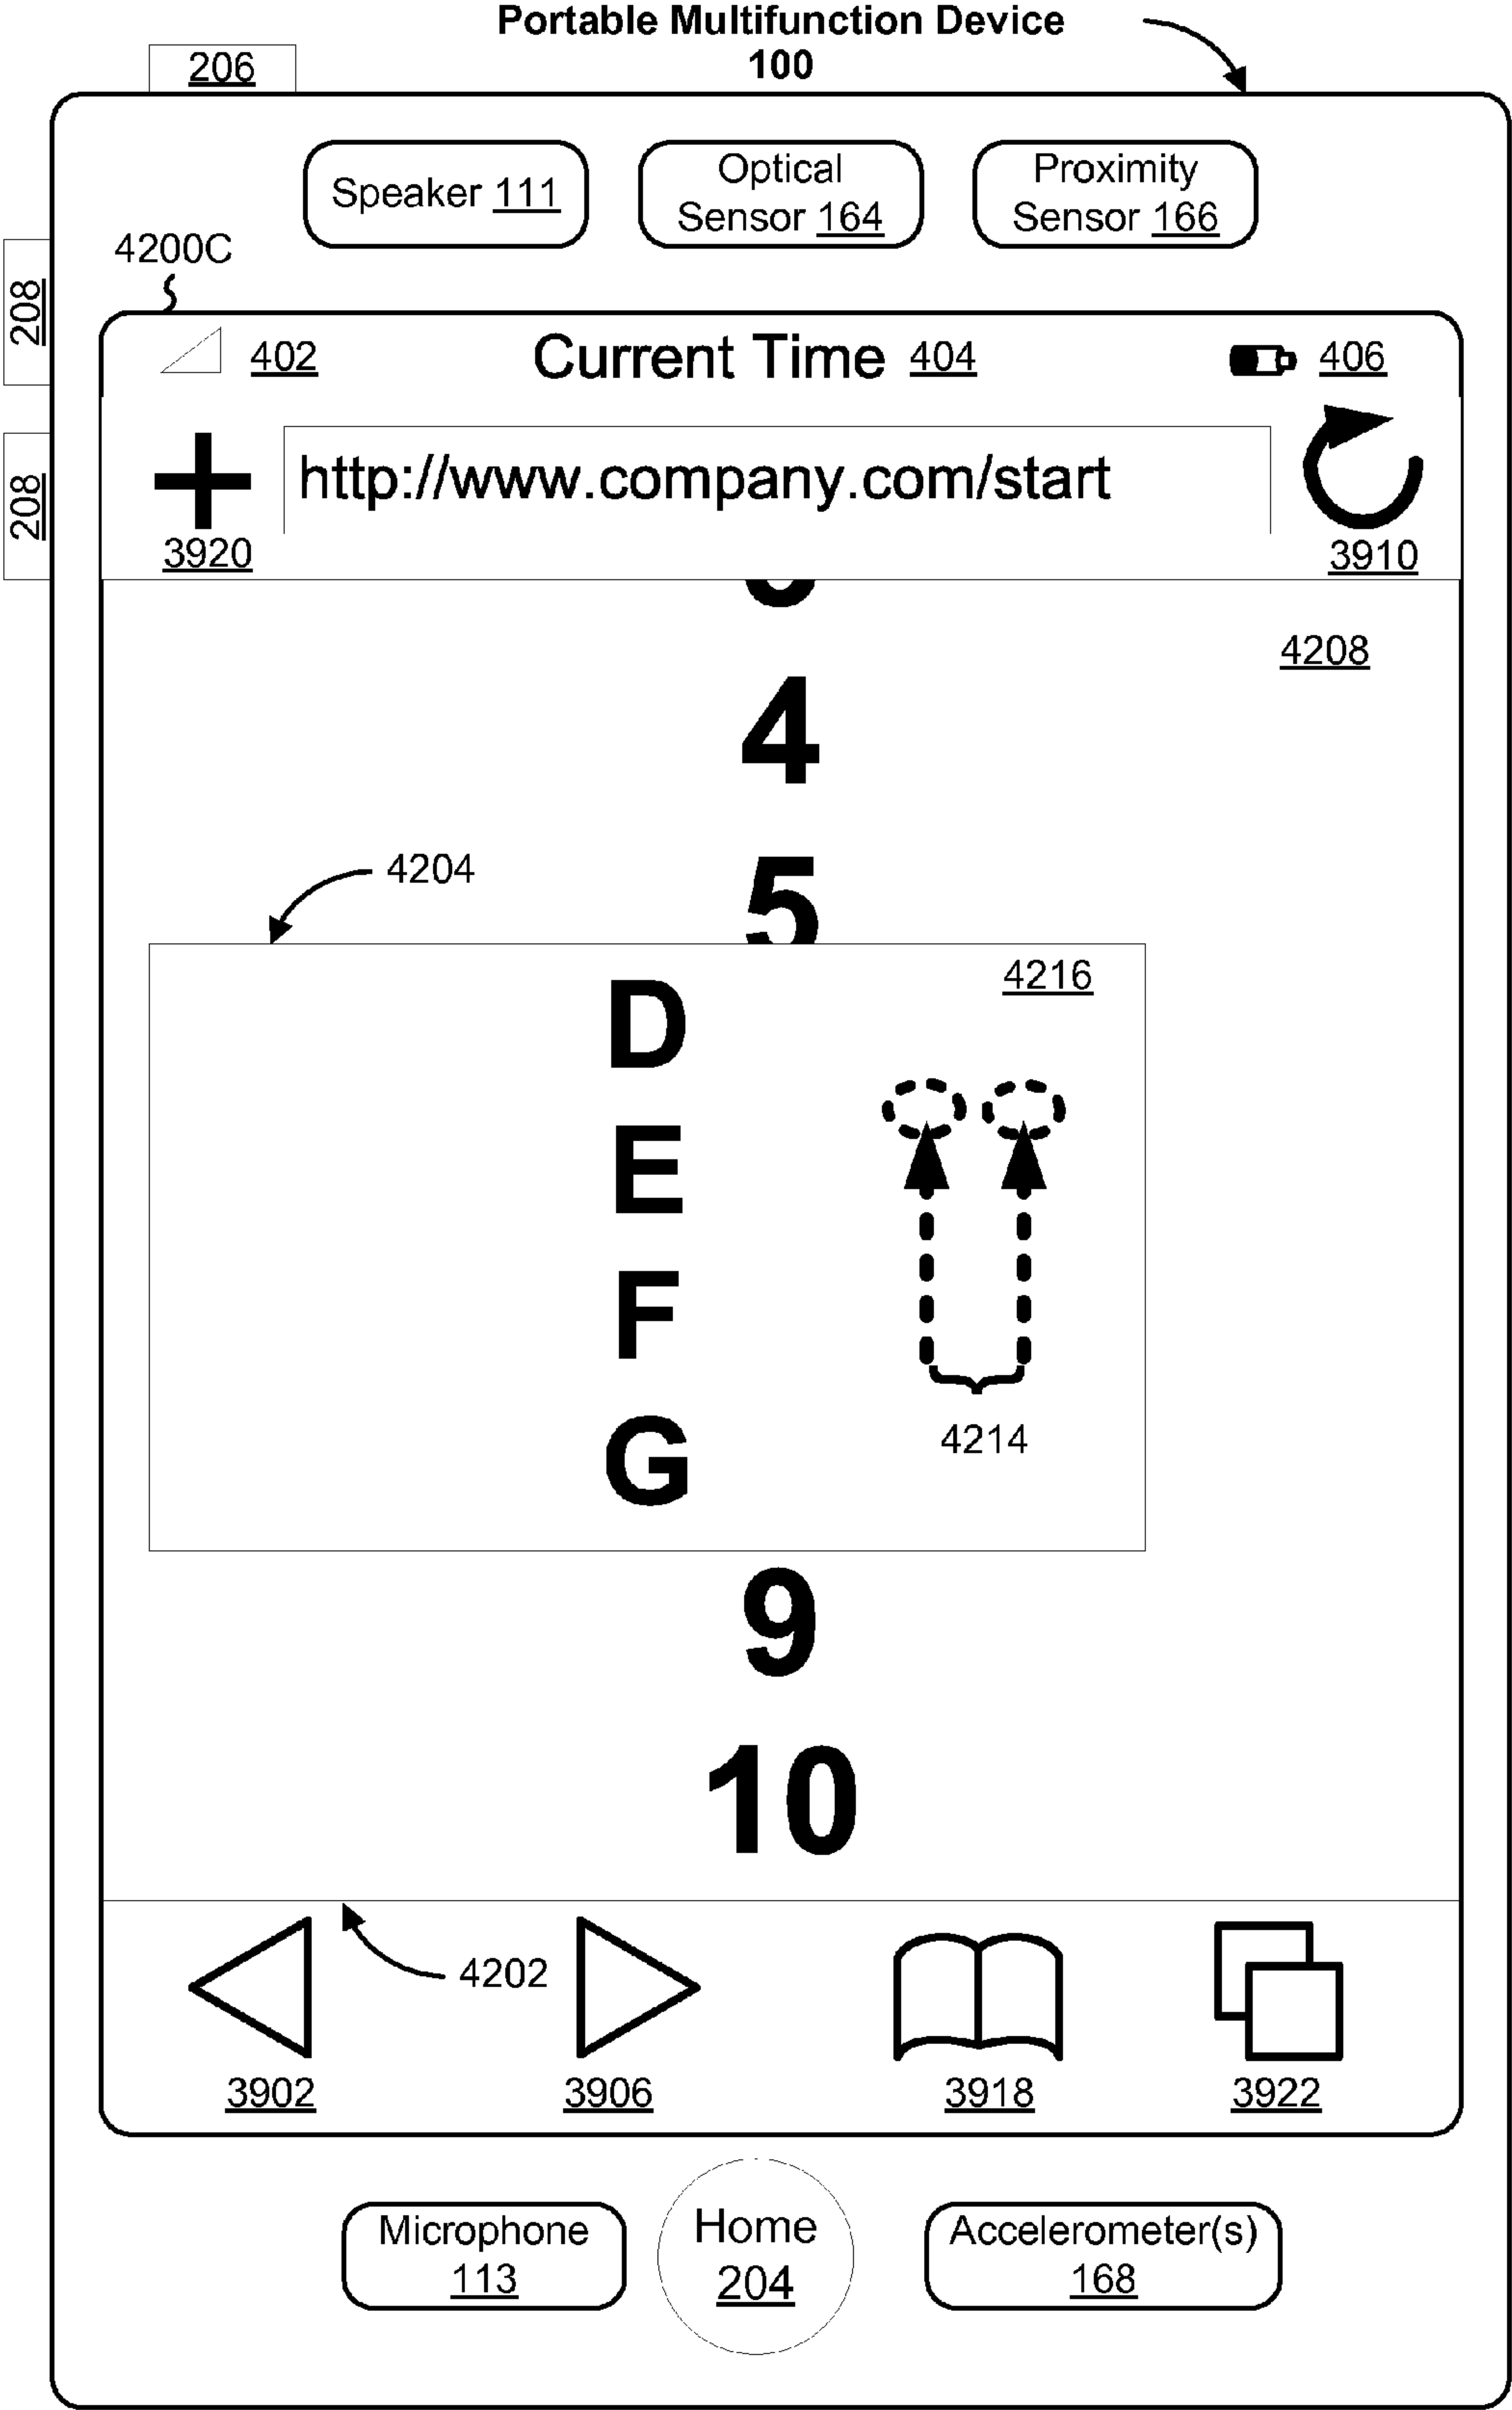 Portable Multifunction Device
100
206
Speaker 111
Optical
Sensor 164
Proximity
Sensor 166
4200C
208
402
Current Time 404
406
http://www.company.com/start
208
3920
3910
4208
4
4204
5
4216
D
E
F
G
4214
9
10
4202
3902
3906
3918
3922
Microphone
113
Home
204
Accelerometer(s)
168